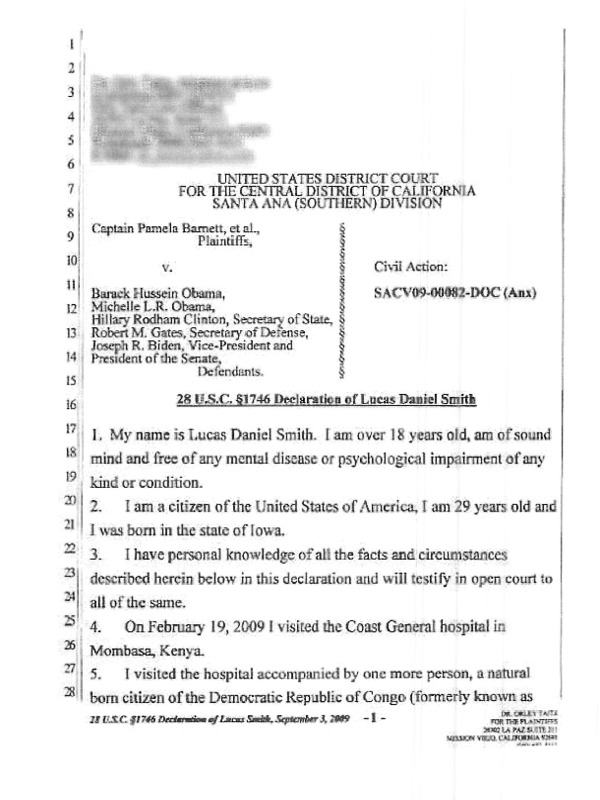 1
2
3
4
5
6
7 UNITED STATES DISTRICT COURT
FOR THE CENTRAL DISTRICT OF CALIFORNIA
8 SANTA ANA (SOUTHERN) DIVISION
9 Captain Pamela Barnett, et al., §
Plaintiffs, §
10 v. § Civil Action:
11 Barack Hussein Obama, § SACV09-00082-DOC (Anx)
12 Michelle L.R. Obama, §
Hillary Rodham Clinton, Secretary of State, §
13 Robert M. Gates, Secretary of Defense, §
Joseph R. Biden, Vice-President and §
14 President of the Senate, §
15 Defendants. §
16 28 U.S.C. §1746 Declaration of Lucas Daniel Smith
17 1. My name is Lucas Daniel Smith. I am over 18 years old, am of sound
18 mind and free of any mental disease or psychological impairment of any
19 kind or condition.
20 2. I am a citizen of the United States of America, I am 29 years old and
21 I was born in the state of Iowa.
22 3. I have personal knowledge of all the facts and circumstances
23 described herein below in this declaration and will testify in open court to
24 all of the same.
25 4. On February 19, 2009 I visited the Coast General hospital in
26 Mombasa, Kenya.
27 5. I visited the hospital accompanied by one more person, a natural
28 born citizen of the Democratic Republic of Congo (formerly known as
28 U.S.C. §1746 Declaration of Lucas Smith, September 3, 2009 - 1 -
DR. ORLEY TAITZ
FOR THE PLAINTIFFS
LA PAZ SUITE 211
MISSION VIEJO, CALIFORNIA